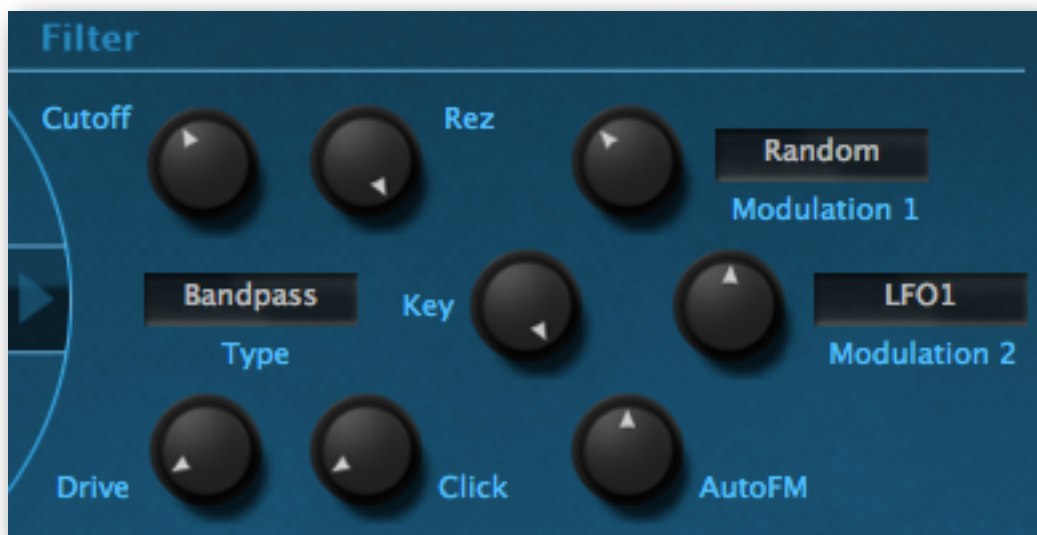 Filter
Cutoff
Rez
Random
Modulation 1
Bandpass
Type
Key
LFO1
Modulation 2
Drive
Click
AutoFM